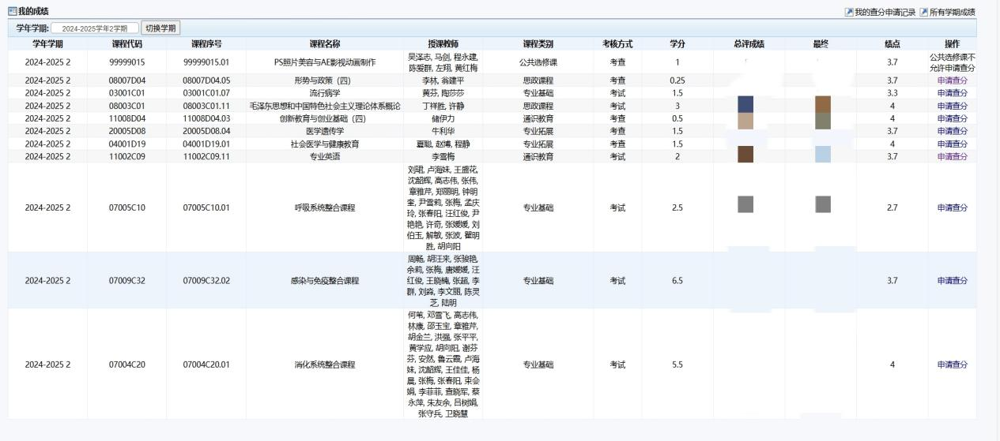 我的成绩
我的查分申请记录 所有学期成绩
学年学期: 2024-2025学年2学期 切换学期
学年学期 课程代码 课程序号 课程名称 授课教师 课程类别 考核方式 学分 总评成绩 最终 绩点 操作
2024-2025 2 99999015 99999015.01 PS照片美容与AE影视动画制作 吴泽志, 马剑, 程永建, 陈爱群, 左翔, 黄红梅 公共选修课 考查 1 3.7 公共选修课不允许申请查分
2024-2025 2 08007D04 08007D04.05 形势与政策（四） 李林, 翁建平 思政课程 考查 0.25 3.7 申请查分
2024-2025 2 03001C01 03001C01.07 流行病学 黄芬, 陶莎莎 专业基础 考查 1.5 3.3 申请查分
2024-2025 2 08003C01 08003C01.11 毛泽东思想和中国特色社会主义理论体系概论 丁祥胜, 许静 思政课程 考试 3 4 申请查分
2024-2025 2 11008D04 11008D04.03 创新教育与创业基础（四） 储伊力 通识教育 考查 0.5 4 申请查分
2024-2025 2 20005D08 20005D08.04 医学遗传学 牛利华 专业拓展 考查 1.5 3.7 申请查分
2024-2025 2 04001D19 04001D19.01 社会医学与健康教育 夏聪, 赵博, 程静 专业拓展 考查 1.5 4 申请查分
2024-2025 2 11002C09 11002C09.11 专业英语 李雪梅 通识教育 考试 2 3.7 申请查分
刘珺, 卢海妹, 王盛花,
沈韶辉, 高志伟, 张伟,
章雅芹, 郑丽明, 钟明
奎, 尹雪莉, 张梅, 孟庆
2024-2025 2 07005C10 07005C10.01 呼吸系统整合课程 玲, 张春阳, 汪红俊, 尹 专业基础 考试 2.5 2.7 申请查分
艳艳, 许奇, 张媛媛, 刘
伯玉, 解敏, 张波, 瞿明
胜, 胡向阳
周畅, 胡汪来, 张骏艳,
余莉, 张梅, 唐媛媛, 汪
2024-2025 2 07009C32 07009C32.02 感染与免疫整合课程 红俊, 王晓楠, 张超, 李 专业基础 考试 6.5 3.7 申请查分
群, 刘淼, 李文丽, 陈灵
芝, 陆明
何苇, 邓雪飞, 高志伟,
林康, 邵玉宝, 章雅芹,
胡金兰, 洪强, 张平平,
黄学应, 胡向阳, 谢芬
芬, 安然, 鲁云霞, 卢海
2024-2025 2 07004C20 07004C20.01 消化系统整合课程 妹, 沈韶辉, 王佳佳, 杨 专业基础 考试 5.5 4 申请查分
晨, 张梅, 张春阳, 束会
娟, 李菲菲, 查晓军, 蔡
永萍, 朱友余, 吕树娟,
张守兵, 卫晓慧